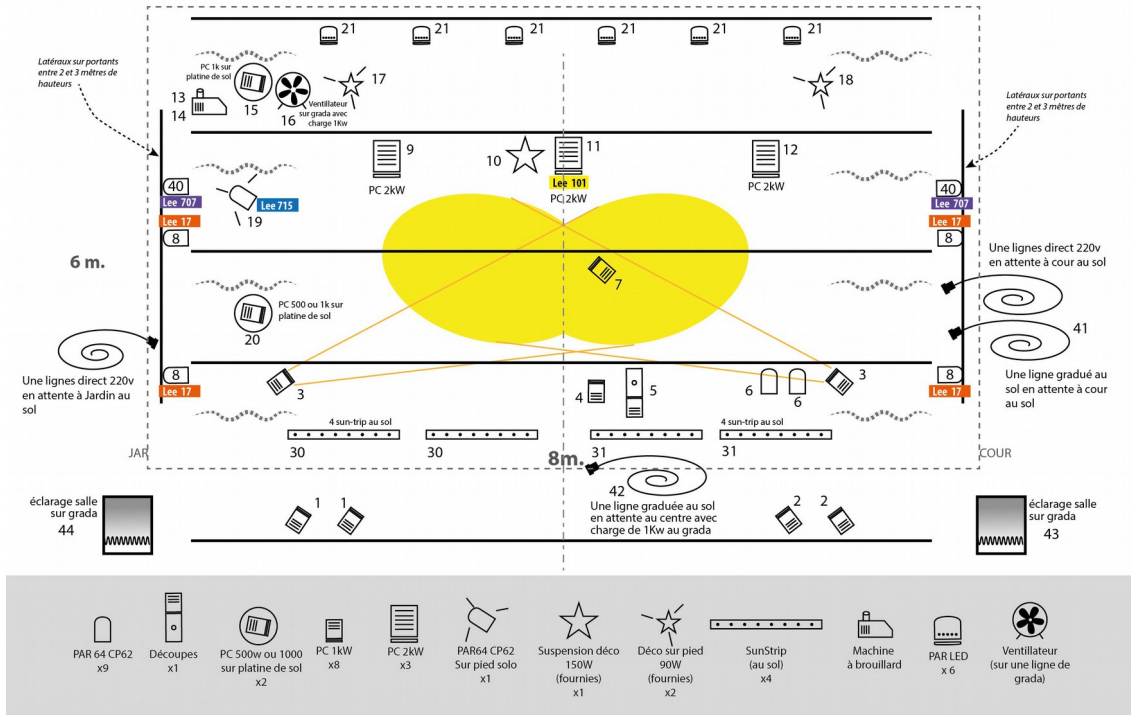 21 21 21 21 21 21
Latéraux sur portants
entre 2 et 3 mètres de
hauteurs
PC 1k sur
platine de sol
17
18
13
14
15
16
Ventillateur
sur grada avec
charge 1Kw
Latéraux sur portants
entre 2 et 3 mètres de
hauteurs
9
10
11
12
PC 2kW
Lee 101
PC 2kW
PC 2kW
40
Lee 707
Lee 17
8
19
Lee 715
40
Lee 707
Lee 17
8
6 m.
7
Une lignes direct 220v
en attente à cour au sol
PC 500 ou 1k sur
platine de sol
20
41
Une lignes direct 220v
en attente à Jardin au
sol
Une ligne gradué au
sol en attente à cour
au sol
8
Lee 17
3
4
5
6
6
3
8
Lee 17
4 sun-trip au sol
4 sun-trip au sol
30
30
31
31
JAR
8m.
COUR
42
Une ligne graduée au sol
en attente au centre avec
charge de 1Kw au grada
éclarage salle
sur grada
44
1
1
2
2
éclarage salle
sur grada
43
PAR 64 CP62
x9
Découpes
x1
PC 500w ou 1000
sur platine de sol
x2
PC 1kW
x8
PC 2kW
x3
PAR64 CP62
Sur pied solo
x1
Suspension déco
150W
(fournies)
x1
Déco sur pied
90W
(fournies)
x2
SunStrip
(au sol)
x4
Machine
à brouillard
PAR LED
x 6
Ventillateur
(sur une ligne de
grada)